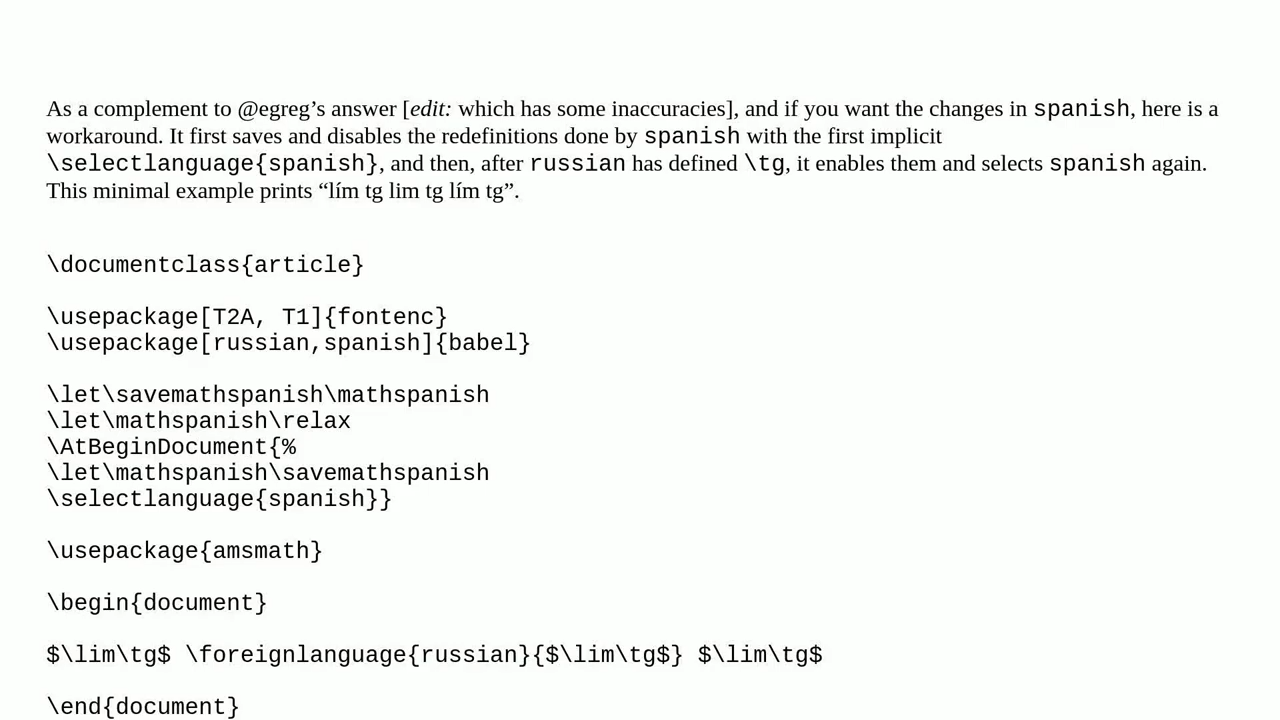 As a complement to @egreg’s answer [edit: which has some inaccuracies], and if you want the changes in spanish, here is a
workaround. It first saves and disables the redefinitions done by spanish with the first implicit
\selectlanguage{spanish}, and then, after russian has defined \tg, it enables them and selects spanish again.
This minimal example prints “lím tg lim tg lím tg”.
\documentclass{article}
\usepackage[T2A, T1]{fontenc}
\usepackage[russian,spanish]{babel}
\let\savemathspanish\mathspanish
\let\mathspanish\relax
\AtBeginDocument{%
\let\mathspanish\savemathspanish
\selectlanguage{spanish}}
\usepackage{amsmath}
\begin{document}
$\lim\tg$ \foreignlanguage{russian}{$\lim\tg$} $\lim\tg$
\end{document}